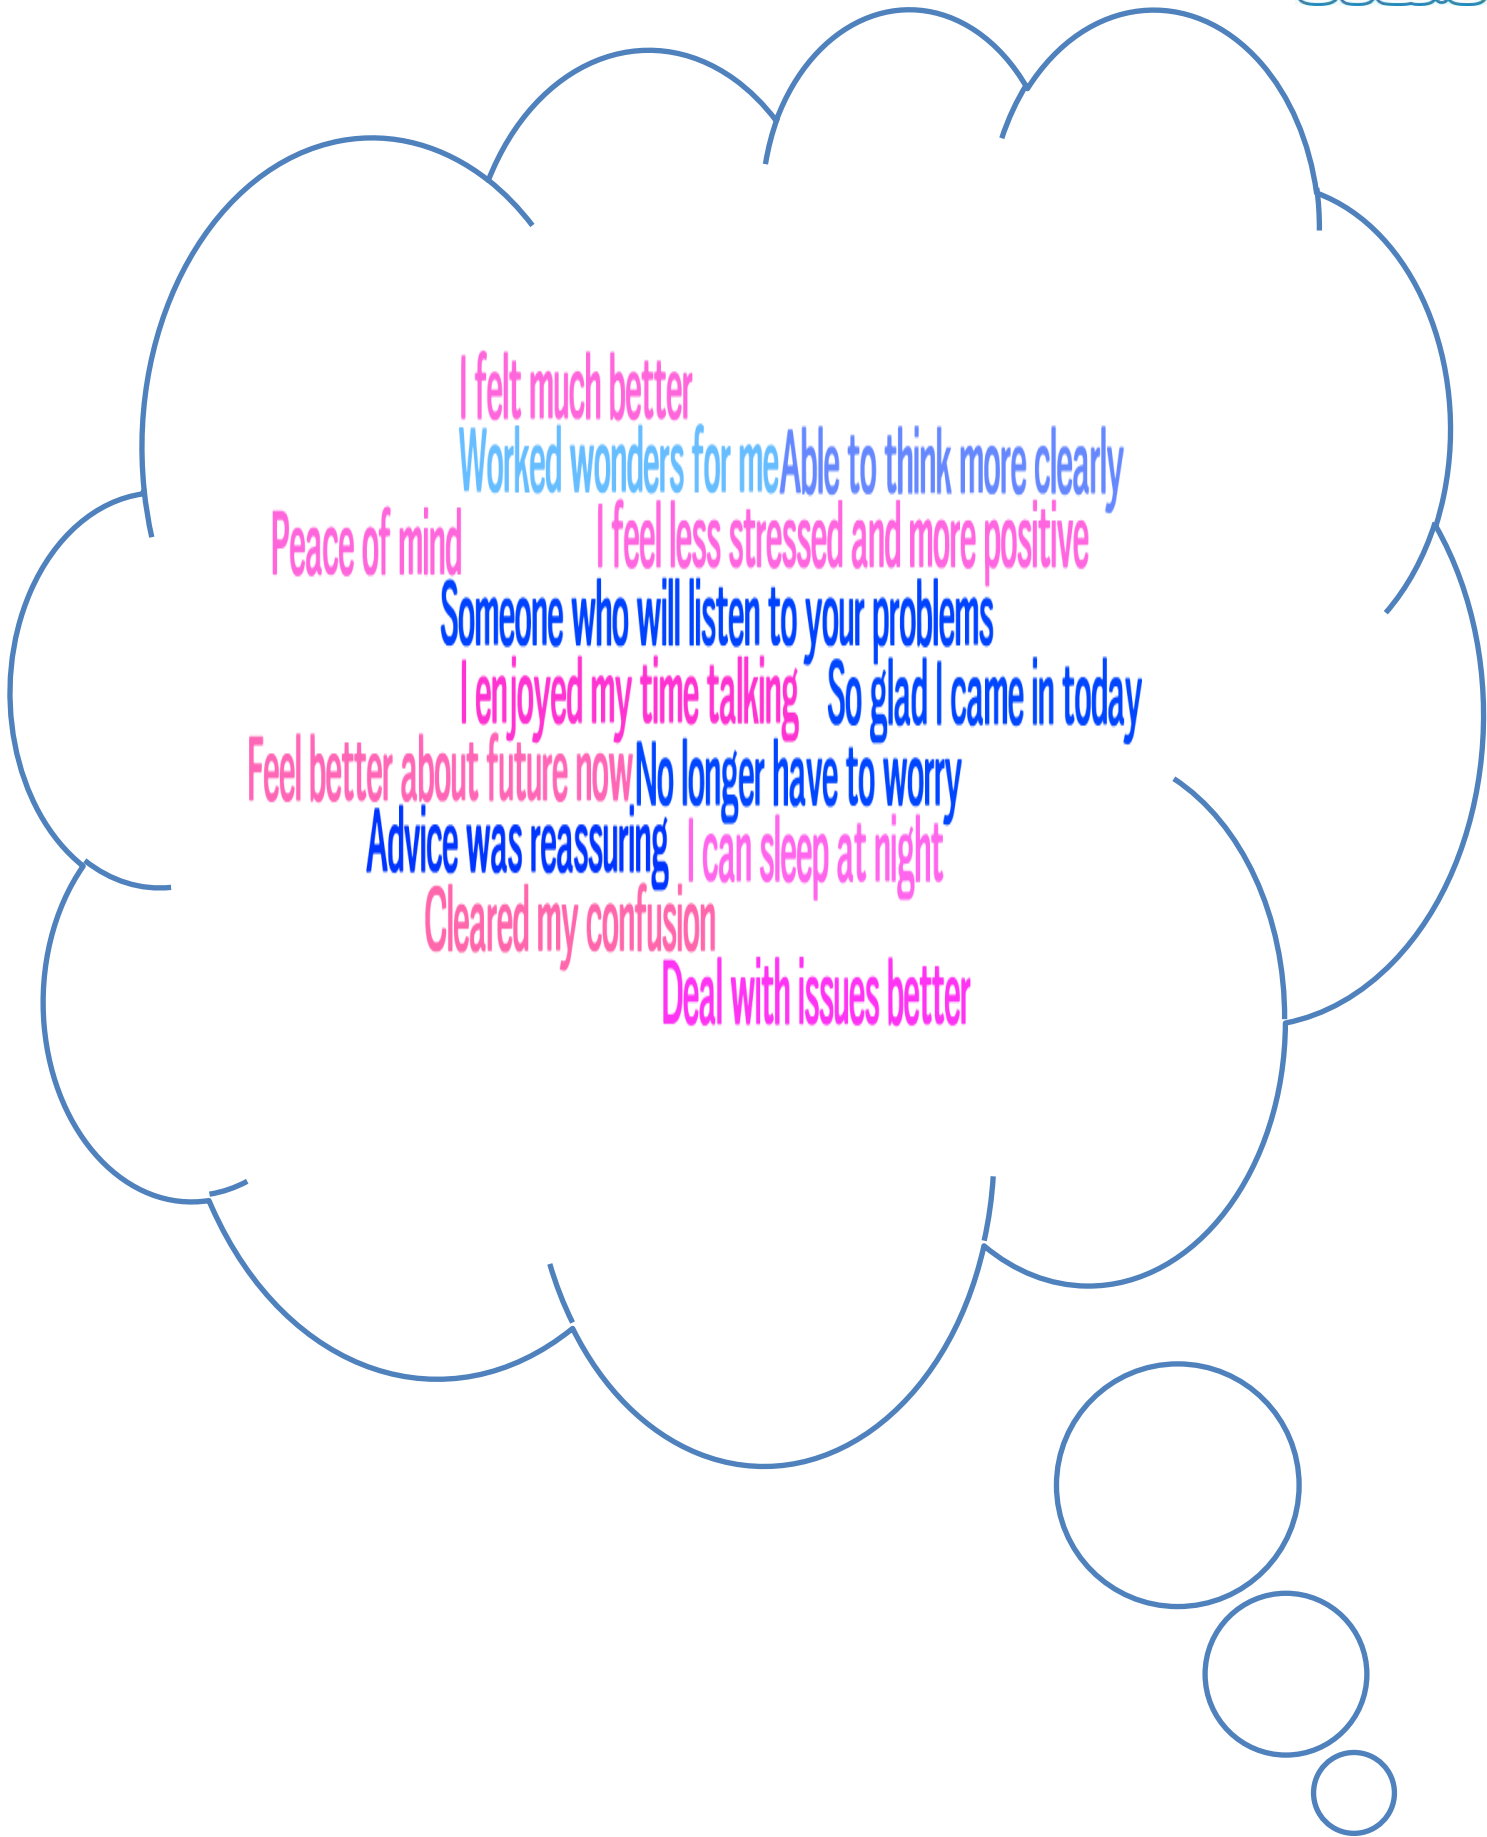 I felt much better
Worked wonders for me Able to think more clearly
Peace of mind I feel less stressed and more positive
Someone who will listen to your problems
I enjoyed my time talking So glad I came in today
Feel better about future now No longer have to worry
Advice was reassuring I can sleep at night
Cleared my confusion
Deal with issues better